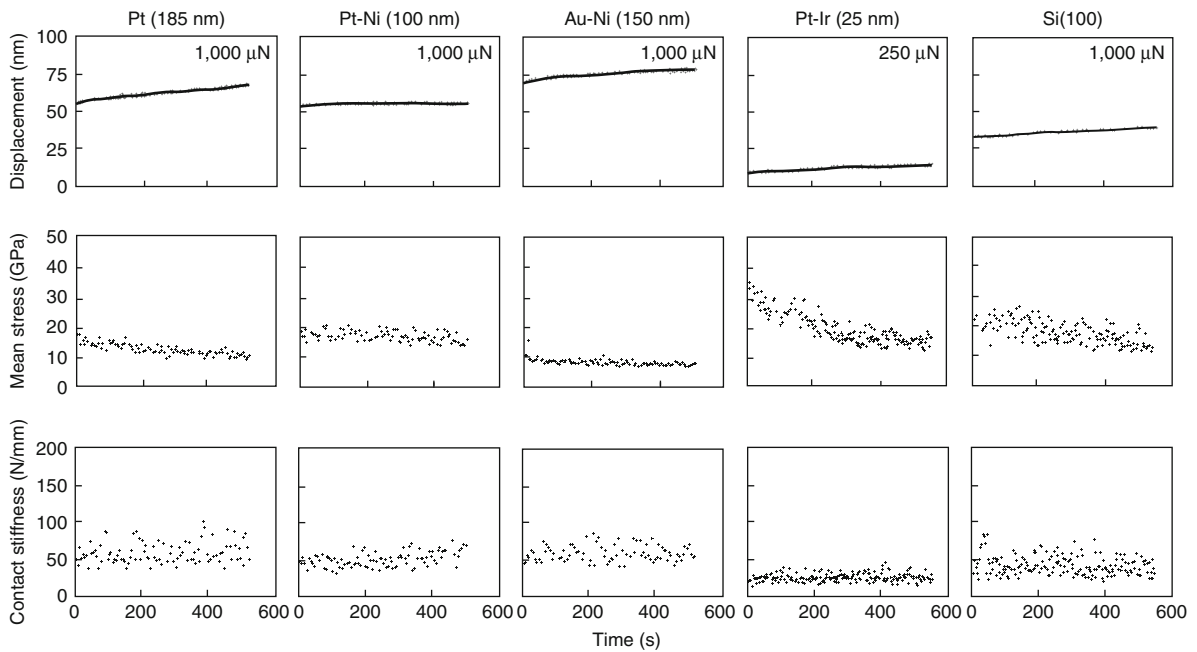 Pt (185 nm) Pt-Ni (100 nm) Au-Ni (150 nm) Pt-Ir (25 nm) Si(100)
Displacement (nm)
100
75
50
25
0
1,000 μN 1,000 μN 1,000 μN 250 μN 1,000 μN
Mean stress (GPa)
50
40
30
20
10
0
Contact stiffness (N/mm)
200
150
100
50
0
0 200 400 600 0 200 400 600 0 200 400 600 0 200 400 600 0 200 400 600
Time (s)